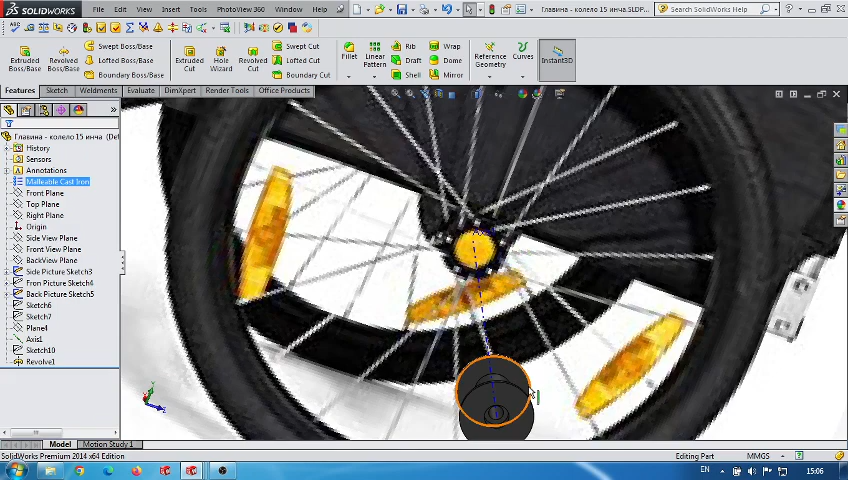 SOLIDWORKS File Edit View Insert Tools PhotoView 360 Window Help Главина - колело 15 инча.SLDP... Search SolidWorks Help
Extruded Boss/Base Revolved Boss/Base Swept Boss/Base Lofted Boss/Base Boundary Boss/Base Extruded Cut Hole Wizard Revolved Cut Swept Cut Lofted Cut Boundary Cut Fillet Linear Pattern Rib Draft Shell Wrap Dome Mirror Reference Geometry Curves Instant3D
Features Sketch Weldments Evaluate DimXpert Render Tools Office Products
Главина - колело 15 инча (Def
History
Sensors
Annotations
Malleable Cast Iron
Front Plane
Top Plane
Right Plane
Origin
Side View Plane
Front View Plane
BackView Plane
Side Picture Sketch3
Fron Picture Sketch4
Back Picture Sketch5
Sketch6
Sketch7
Plane4
Axis1
Sketch10
Revolve1
Model Motion Study 1
SolidWorks Premium 2014 x64 Edition Editing Part MMGS
EN 15:06